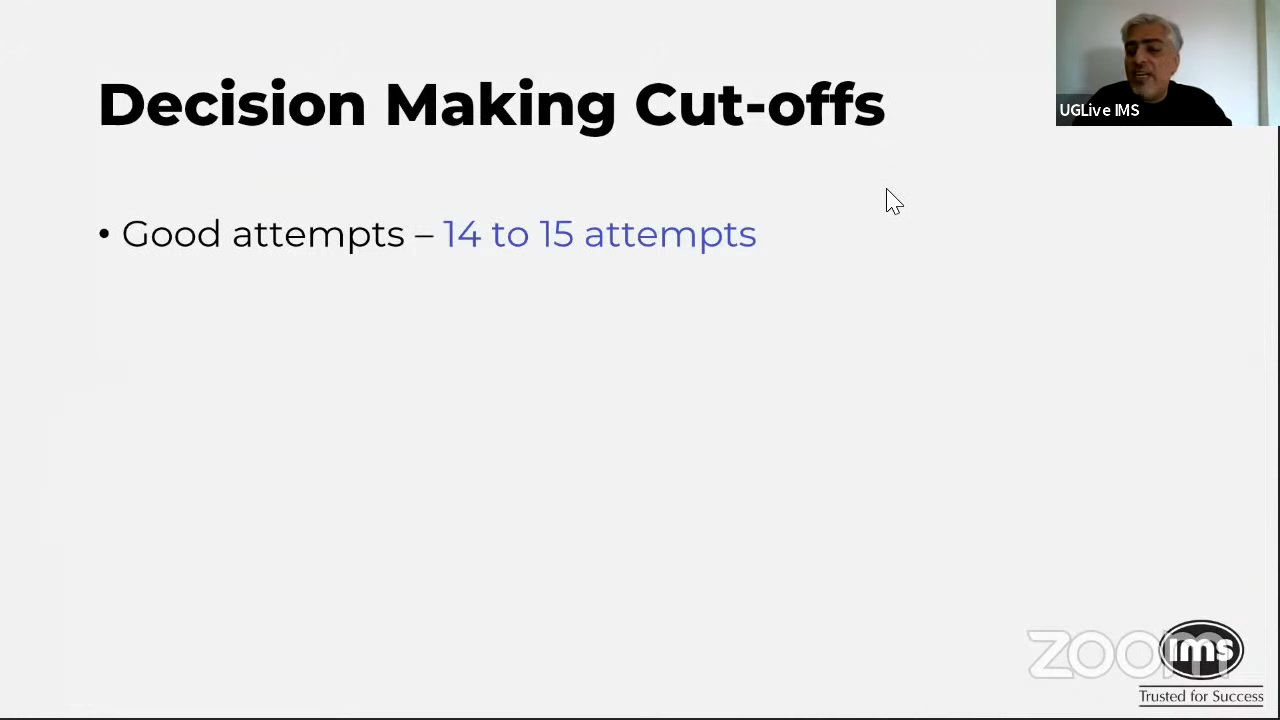 Decision Making Cut-offs
UGLive IMS
• Good attempts – 14 to 15 attempts
zoom
ims
Trusted for Success